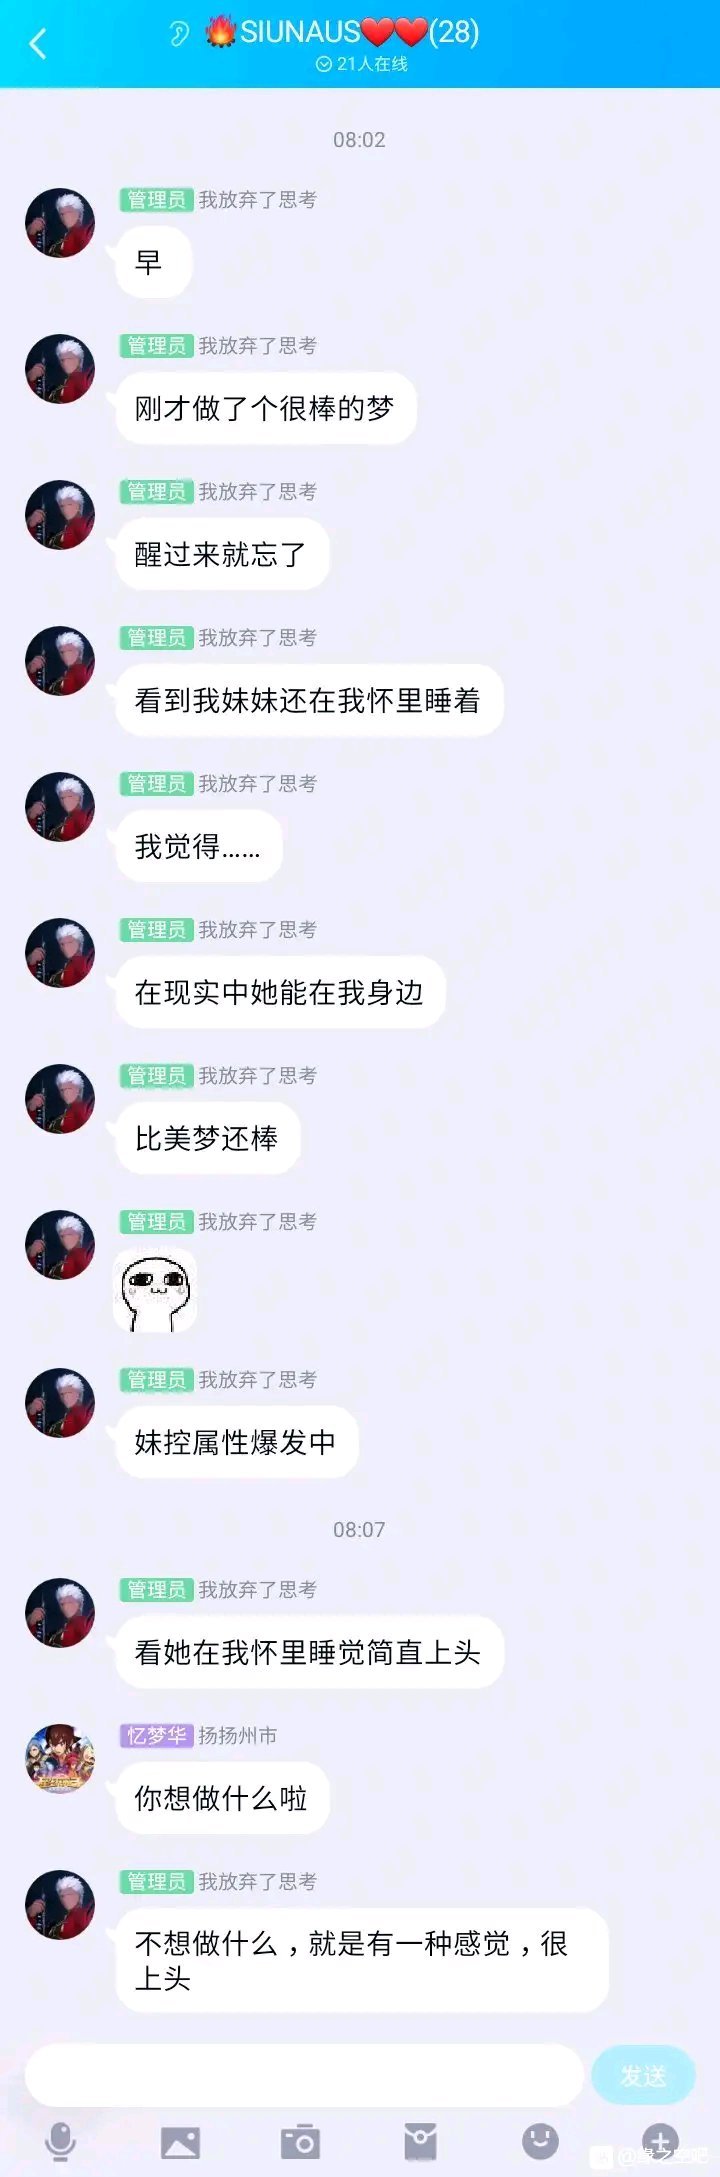 SIUNAUS(28)
21人在线
08:02
管理员 我放弃了思考
早
管理员 我放弃了思考
刚才做了个很棒的梦
管理员 我放弃了思考
醒过来就忘了
管理员 我放弃了思考
看到我妹妹还在我怀里睡着
管理员 我放弃了思考
我觉得……
管理员 我放弃了思考
在现实中她能在我身边
管理员 我放弃了思考
比美梦还棒
管理员 我放弃了思考
管理员 我放弃了思考
妹控属性爆发中
08:07
管理员 我放弃了思考
看她在我怀里睡觉简直上头
忆梦华 扬扬州市
你想做什么啦
管理员 我放弃了思考
不想做什么，就是有一种感觉，很
上头
发送
@缘之空吧